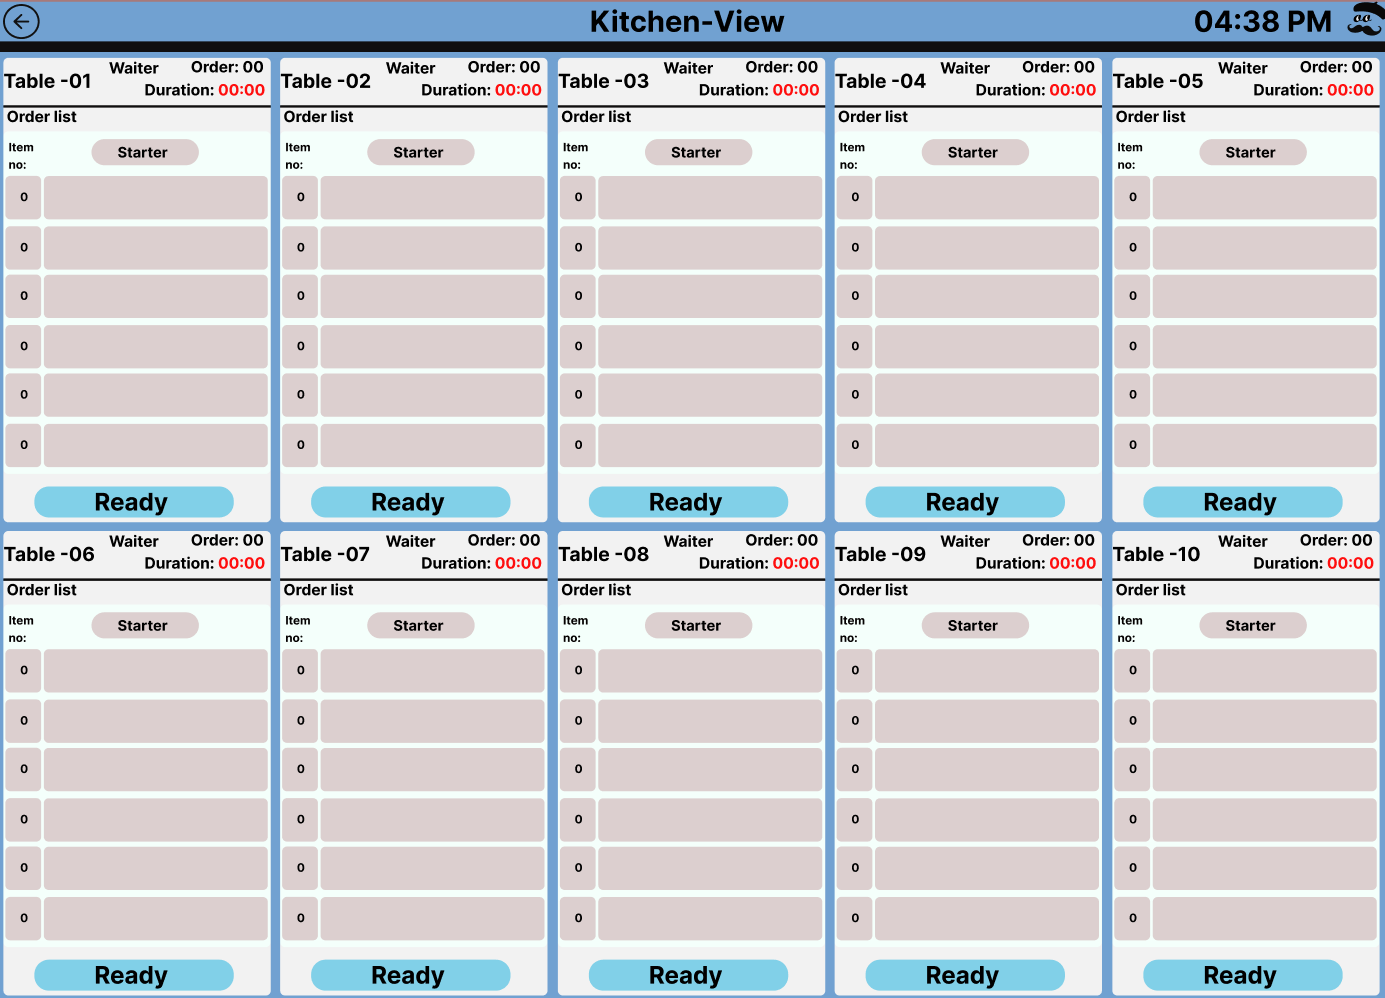 Kitchen-View 04:38 PM
Table -01 Waiter Order: 00
Duration: 00:00
Order list
Item no: Starter
0
0
0
0
0
0
Ready
Table -02 Waiter Order: 00
Duration: 00:00
Order list
Item no: Starter
0
0
0
0
0
0
Ready
Table -03 Waiter Order: 00
Duration: 00:00
Order list
Item no: Starter
0
0
0
0
0
0
Ready
Table -04 Waiter Order: 00
Duration: 00:00
Order list
Item no: Starter
0
0
0
0
0
0
Ready
Table -05 Waiter Order: 00
Duration: 00:00
Order list
Item no: Starter
0
0
0
0
0
0
Ready
Table -06 Waiter Order: 00
Duration: 00:00
Order list
Item no: Starter
0
0
0
0
0
0
Ready
Table -07 Waiter Order: 00
Duration: 00:00
Order list
Item no: Starter
0
0
0
0
0
0
Ready
Table -08 Waiter Order: 00
Duration: 00:00
Order list
Item no: Starter
0
0
0
0
0
0
Ready
Table -09 Waiter Order: 00
Duration: 00:00
Order list
Item no: Starter
0
0
0
0
0
0
Ready
Table -10 Waiter Order: 00
Duration: 00:00
Order list
Item no: Starter
0
0
0
0
0
0
Ready